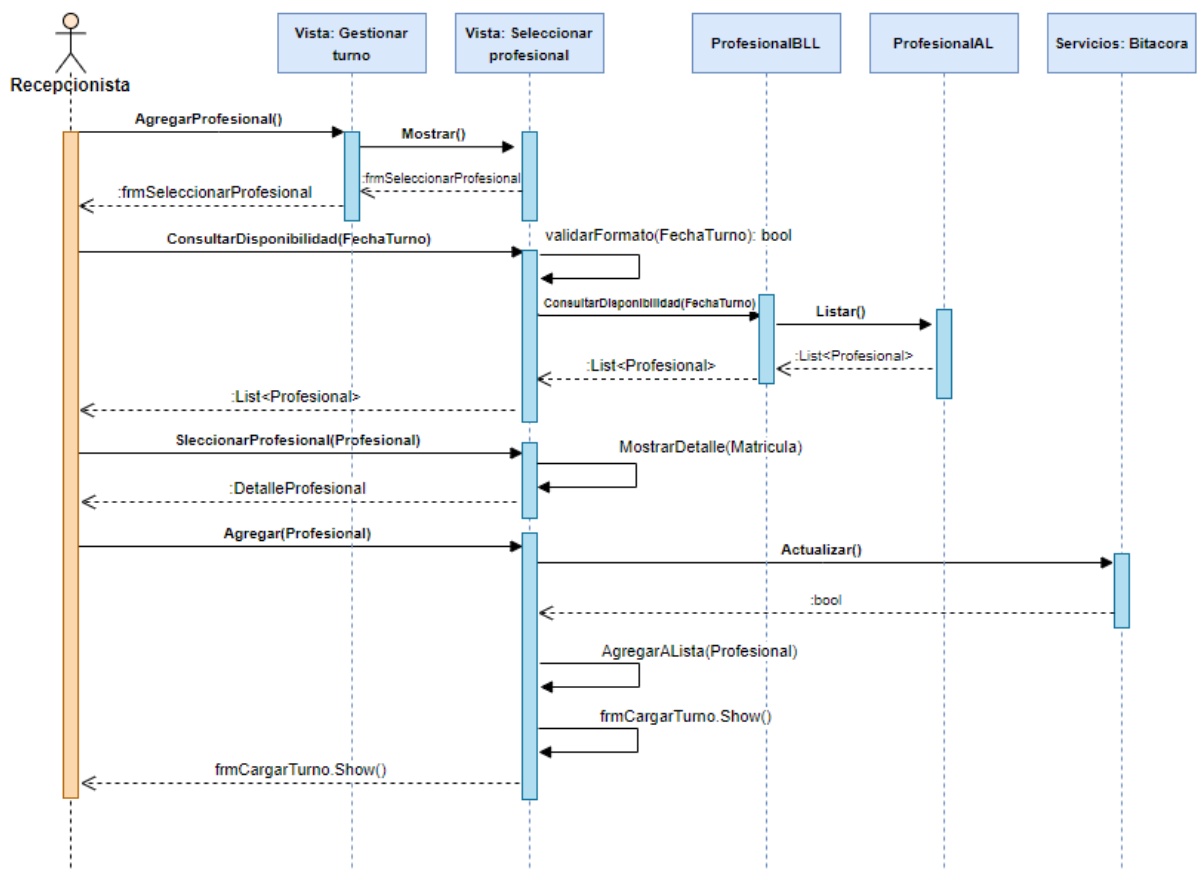 Vista: Gestionar
turno
Vista: Seleccionar
profesional
ProfesionalBLL
ProfesionalAL
Servicios: Bitacora
Recepcionista
AgregarProfesional()
Mostrar()
:frmSeleccionarProfesional
:frmSeleccionarProfesional
ConsultarDisponibilidad(FechaTurno)
validarFormato(FechaTurno): bool
ConsultarDisponibilidad(FechaTurno)
Listar()
:List<Profesional>
:List<Profesional>
:List<Profesional>
SleccionarProfesional(Profesional)
MostrarDetalle(Matricula)
:DetalleProfesional
Agregar(Profesional)
Actualizar()
:bool
AgregarALista(Profesional)
frmCargarTurno.Show()
frmCargarTurno.Show()